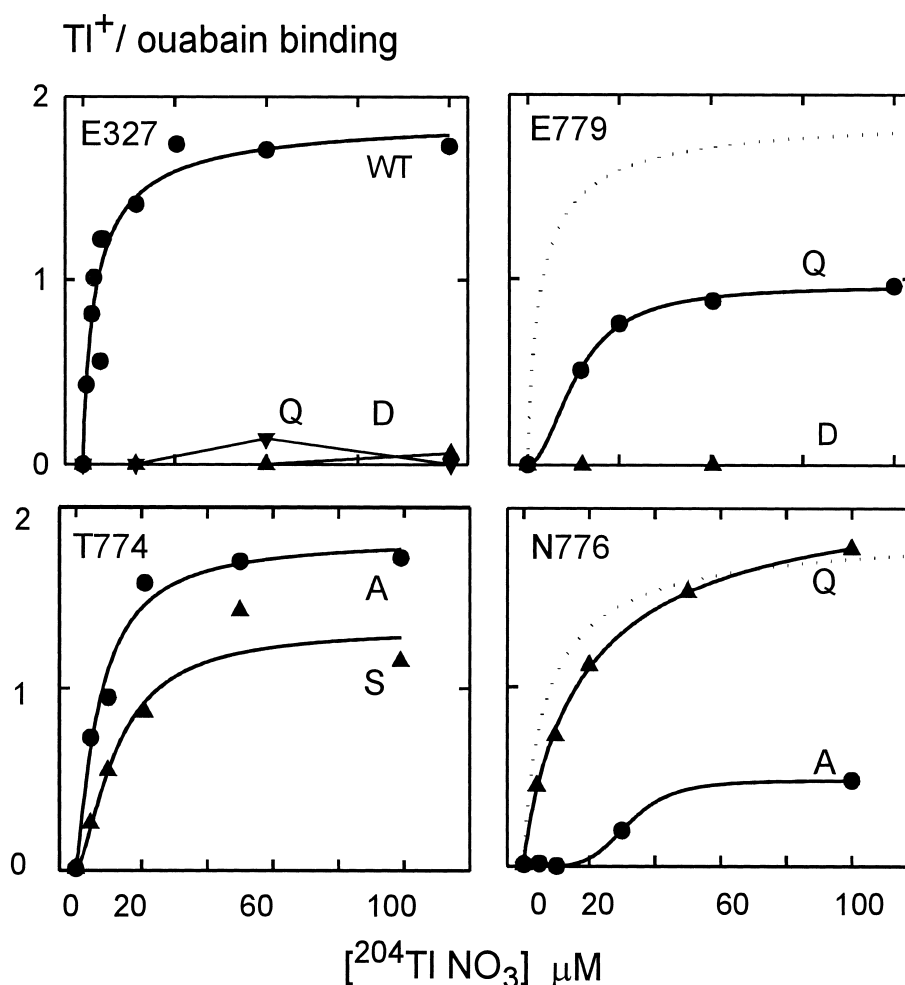 Tl+/ ouabain binding
2
E327
WT
1
Q D
0
E779
Q
D
2
T774
A
S
1
0
0 20 60 100
N776
Q
A
0 20 60 100
[204Tl NO3] µM